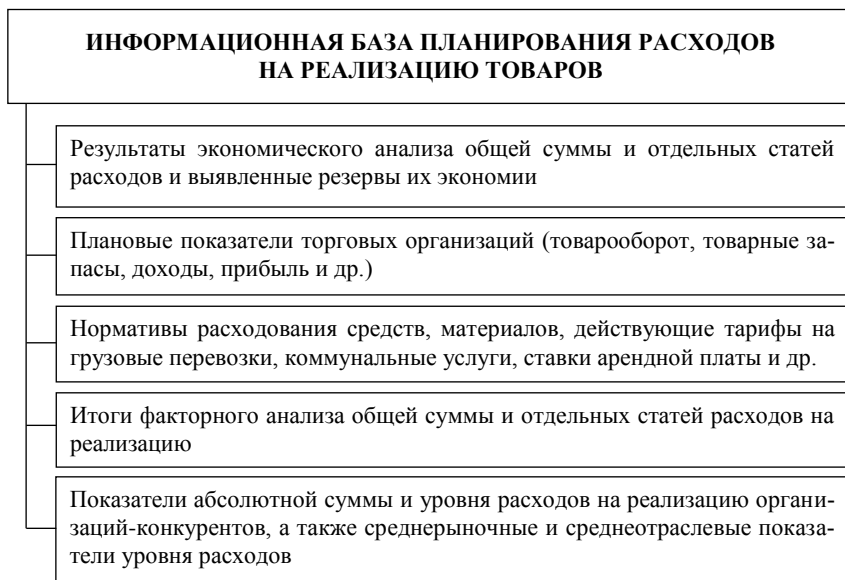 ИНФОРМАЦИОННАЯ БАЗА ПЛАНИРОВАНИЯ РАСХОДОВ
НА РЕАЛИЗАЦИЮ ТОВАРОВ
Результаты экономического анализа общей суммы и отдельных статей
расходов и выявленные резервы их экономии
Плановые показатели торговых организаций (товарооборот, товарные за-
пасы, доходы, прибыль и др.)
Нормативы расходования средств, материалов, действующие тарифы на
грузовые перевозки, коммунальные услуги, ставки арендной платы и др.
Итоги факторного анализа общей суммы и отдельных статей расходов на
реализацию
Показатели абсолютной суммы и уровня расходов на реализацию органи-
заций-конкурентов, а также среднерыночные и среднеотраслевые показа-
тели уровня расходов